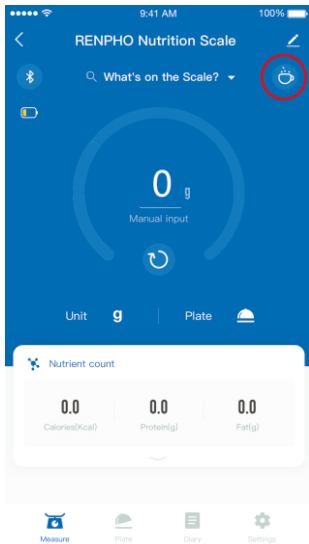 9:41 AM
100%
RENPHO Nutrition Scale
What's on the Scale?
0 g
Manual input
Unit g Plate
Nutrient count
0.0 0.0 0.0
Calories(Kcal) Protein(g) Fat(g)
Measure Plate Diary Settings